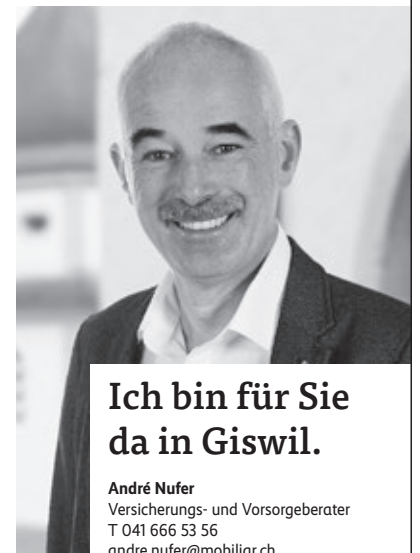 Ich bin für Sie
da in Giswil.
André Nufer
Versicherungs- und Vorsorgeberater
T 041 666 53 56
andre.nufer@mobiliar.ch